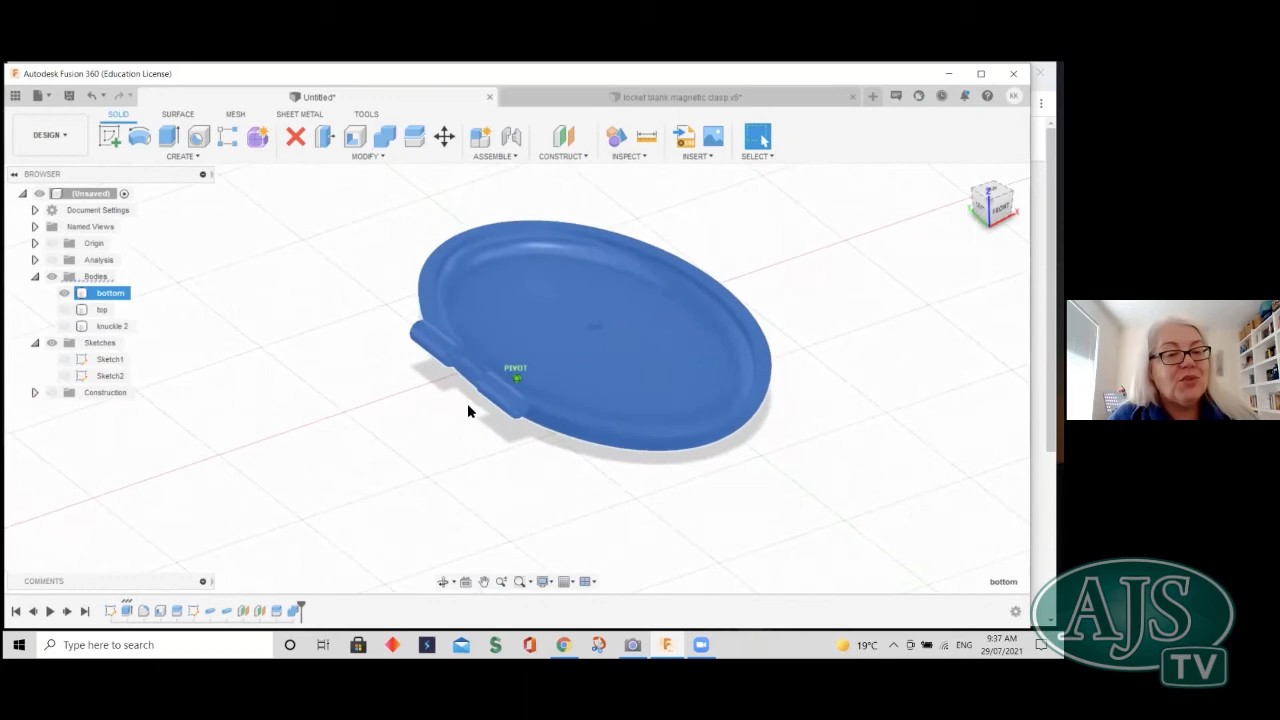 Autodesk Fusion 360 (Education License)
Untitled*
locket blank magnetic clasp v6*
KK
SOLID
SURFACE
MESH
SHEET METAL
TOOLS
DESIGN
CREATE
MODIFY
ASSEMBLE
CONSTRUCT
INSPECT
INSERT
SELECT
BROWSER
(Unsaved)
Document Settings
Named Views
Origin
Analysis
Bodies
bottom
top
knuckle 2
Sketches
Sketch1
Sketch2
Construction
FRONT
Z
X
PIVOT
COMMENTS
bottom
Type here to search
19°C
ENG
9:37 AM
29/07/2021
AJS
TV